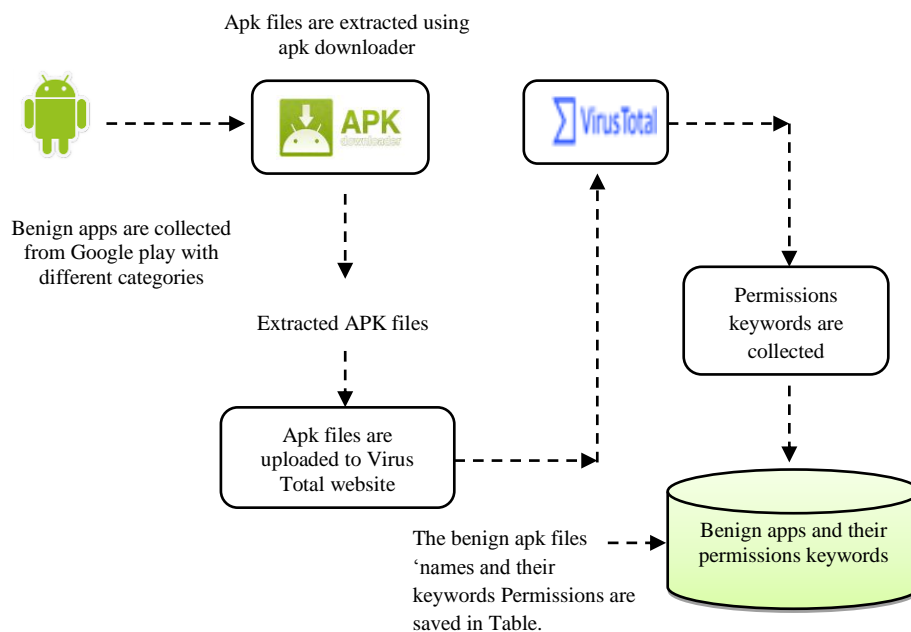 Apk files are extracted using
apk downloader
APK
downloader
VirusTotal
Benign apps are collected
from Google play with
different categories
Extracted APK files
Permissions
keywords are
collected
Apk files are
uploaded to Virus
Total website
The benign apk files
‘names and their
keywords Permissions are
saved in Table.
Benign apps and their
permissions keywords